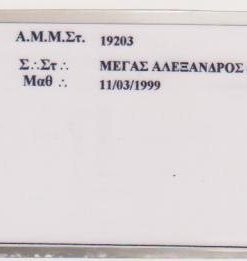 Α.Μ.Μ.Στ. 19203
Σ∴Στ∴ ΜΕΓΑΣ ΑΛΕΞΑΝΔΡΟΣ
Μαθ ∴ 11/03/1999